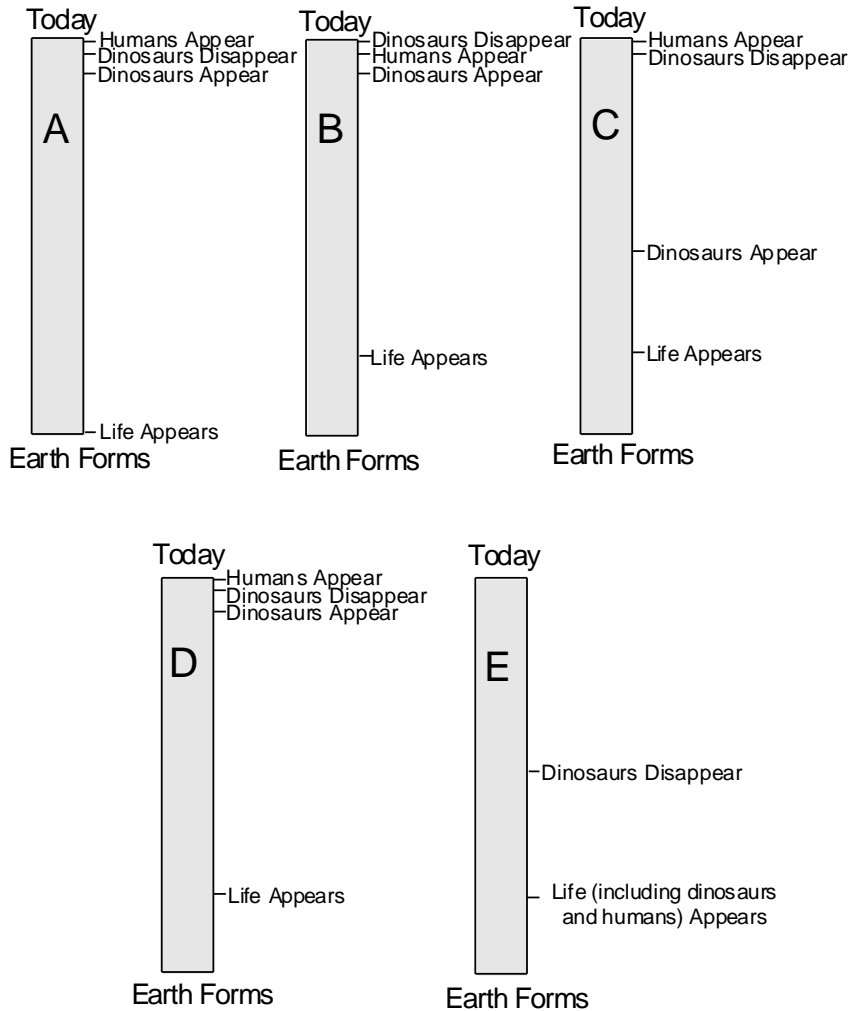 Today
Humans Appear
Dinosaurs Disappear
Dinosaurs Appear
A
Life Appears
Earth Forms
Today
Dinosaurs Disappear
Humans Appear
Dinosaurs Appear
B
Life Appears
Earth Forms
Today
Humans Appear
Dinosaurs Disappear
C
Dinosaurs Appear
Life Appears
Earth Forms
Today
Humans Appear
Dinosaurs Disappear
Dinosaurs Appear
D
Life Appears
Earth Forms
Today
E
Dinosaurs Disappear
Life (including dinosaurs
and humans) Appears
Earth Forms